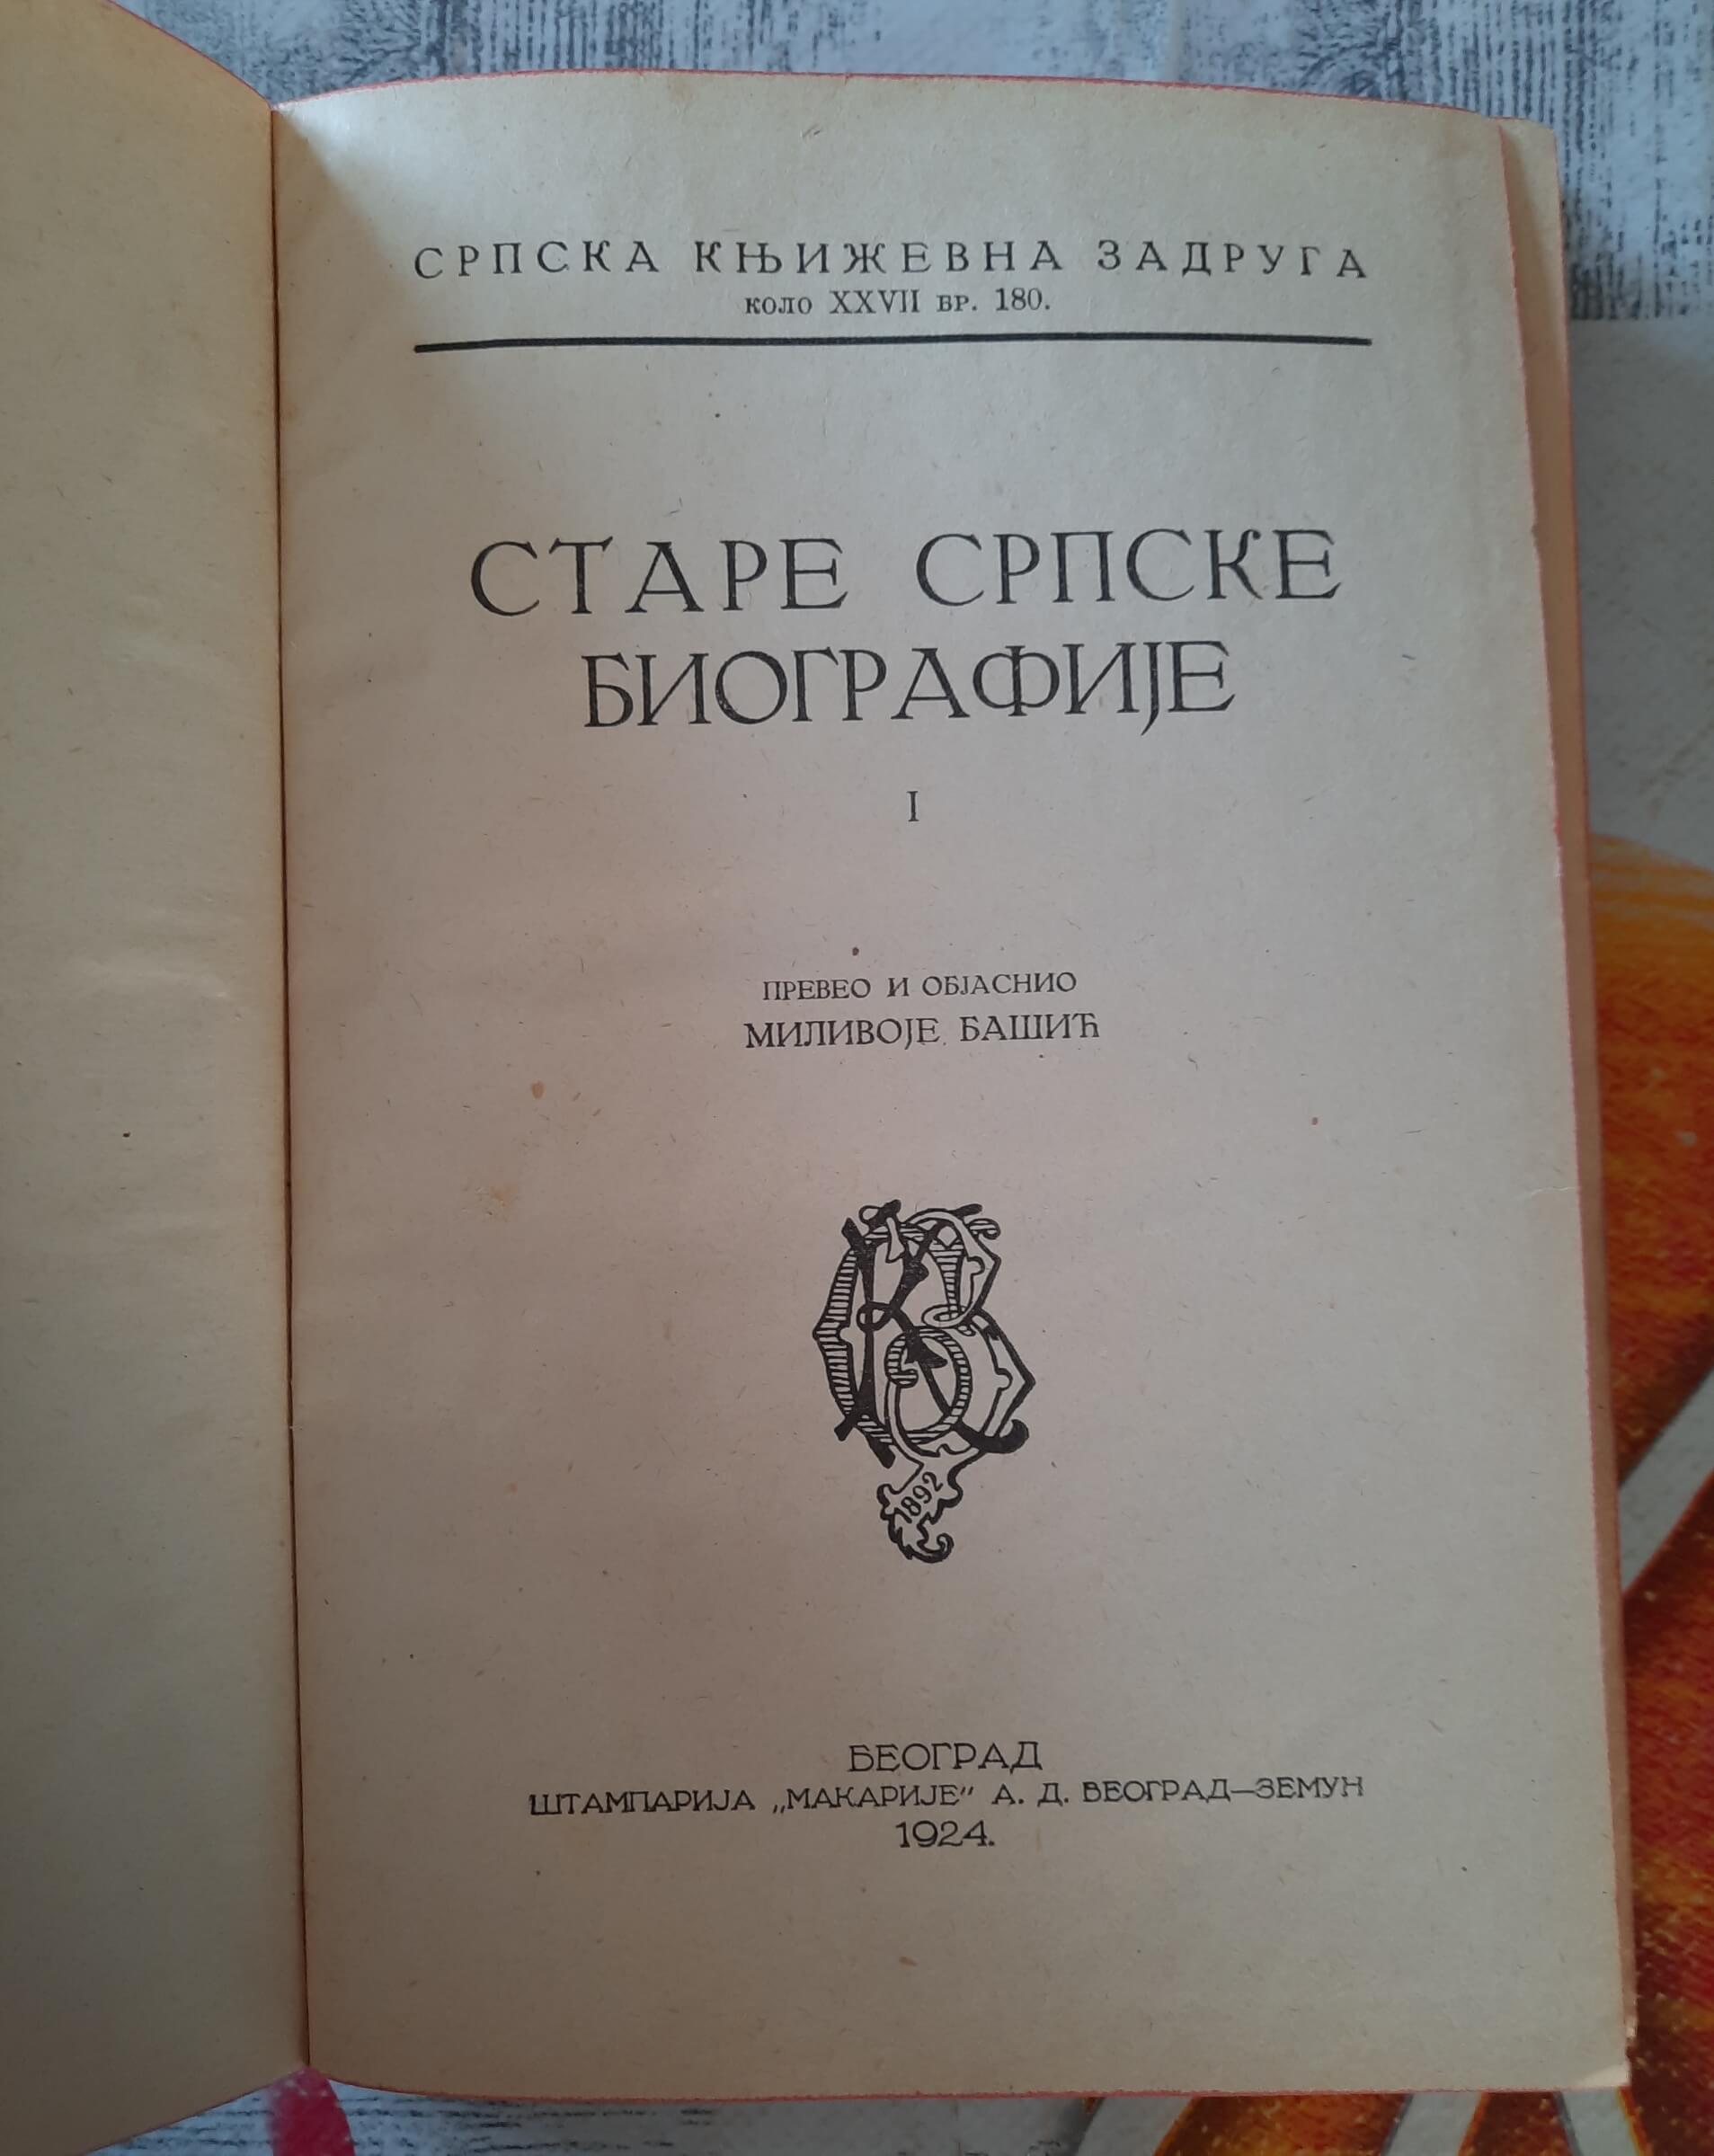 СРПСКА КЊИЖЕВНА ЗАДРУГА
КОЛО XXVII БР. 180.
СТАРЕ СРПСКЕ
БИОГРАФИЈЕ
I
ПРЕВЕО И ОБЈАСНИО
МИЛИВОЈЕ БАШИЋ
1892
БЕОГРАД
ШТАМПАРИЈА „МАКАРИЈЕ" А. Д. БЕОГРАД—ЗЕМУН
1924.